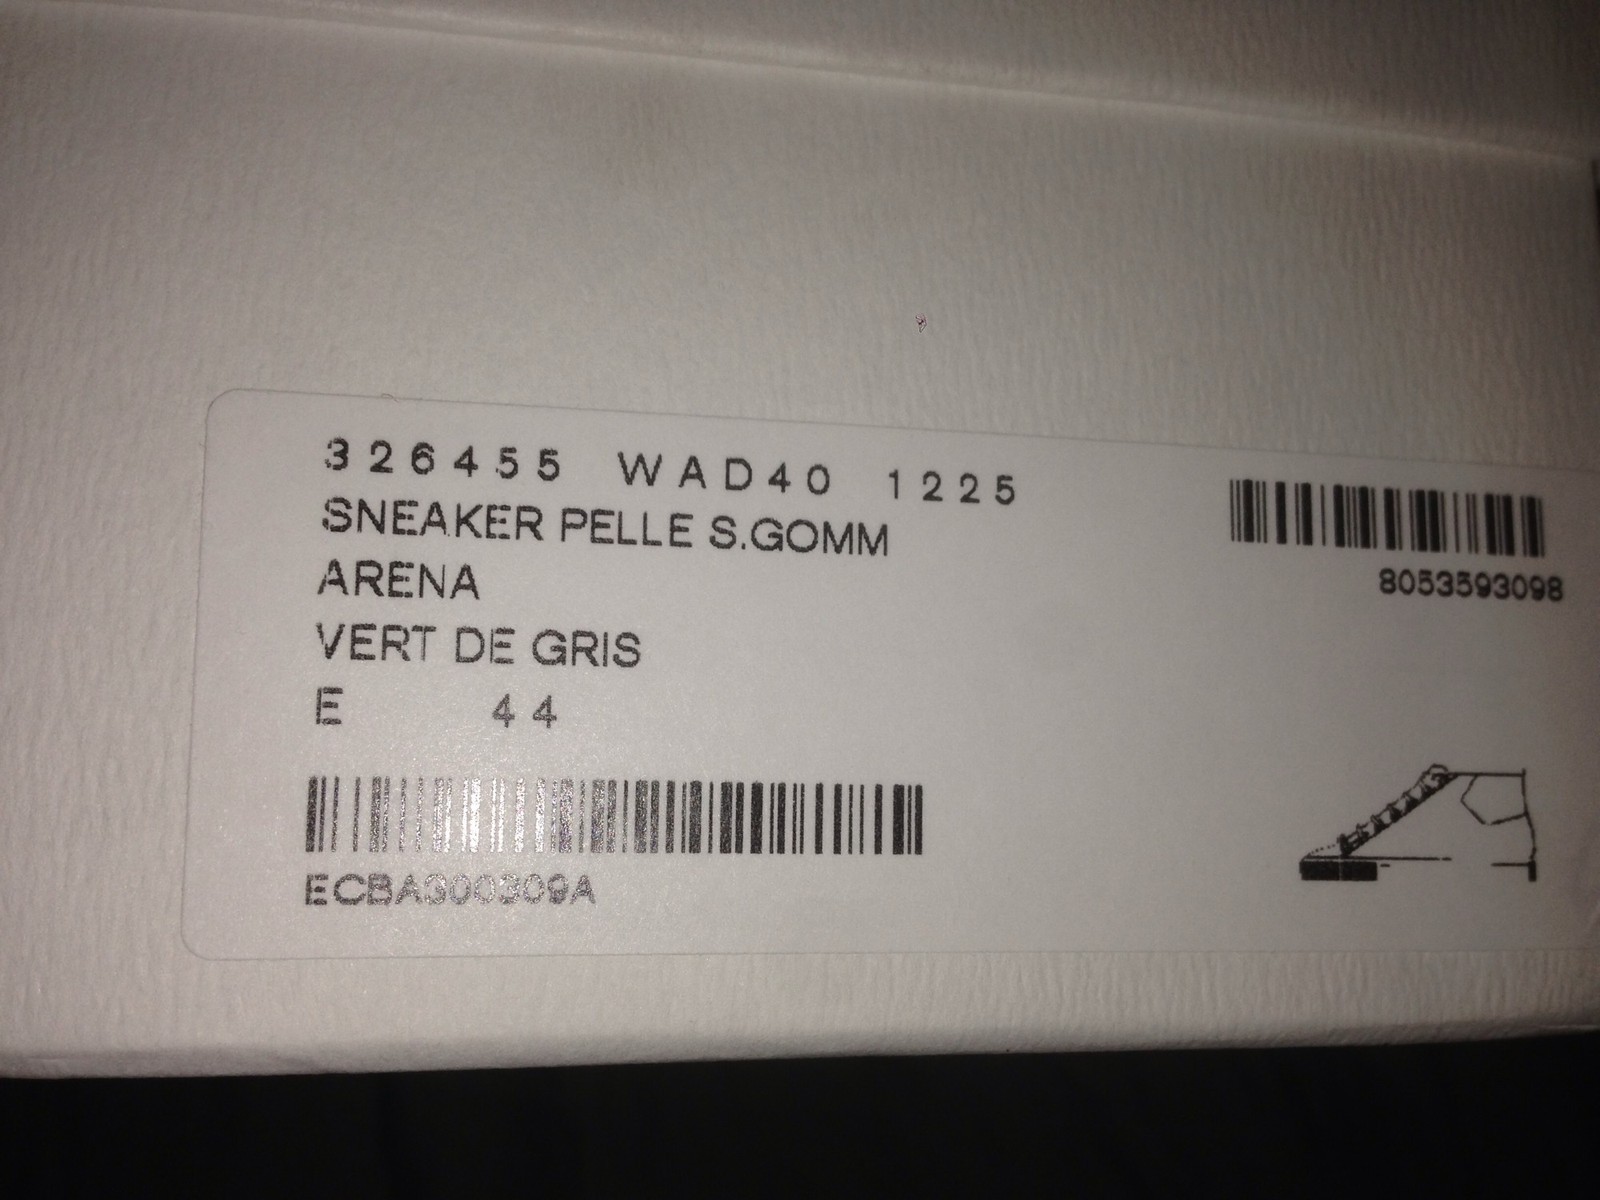 326455 WAD40 1225
SNEAKER PELLE S.GOMM
ARENA
VERT DE GRIS
E 44
ECBA300309A
8053593098